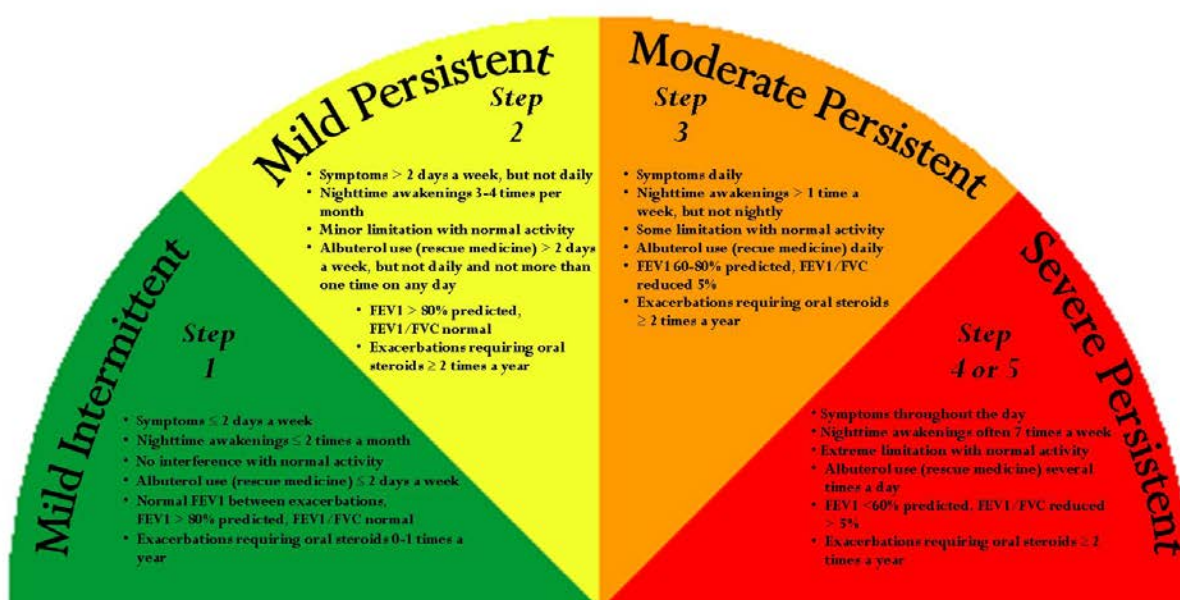 Mild Intermittent
Step
1
• Symptoms ≤ 2 days a week
• Nighttime awakenings ≤ 2 times a month
• No interference with normal activity
• Albuterol use (rescue medicine) ≤ 2 days a week
• Normal FEV1 between exacerbations,
FEV1 > 80% predicted, FEV1/FVC normal
• Exacerbations requiring oral steroids 0-1 times a
year
Mild Persistent
Step
2
• Symptoms > 2 days a week, but not daily
• Nighttime awakenings 3-4 times per
month
• Minor limitation with normal activity
• Albuterol use (rescue medicine) > 2 days
a week, but not daily and not more than
one time on any day
• FEV1 > 80% predicted,
FEV1/FVC normal
• Exacerbations requiring oral
steroids ≥ 2 times a year
Moderate Persistent
Step
3
• Symptoms daily
• Nighttime awakenings > 1 time a
week, but not nightly
• Some limitation with normal activity
• Albuterol use (recue medicine) daily
• FEV1 60-80% predicted, FEV1/FVC
reduced 5%
• Exacerbations requiring oral steroids
≥ 2 times a year
Severe Persistent
Step
4 or 5
• Symptoms throughout the day
• Nighttime awakenings often 7 times a week
• Extreme limitation with normal activity
• Albuterol use (rescue medicine) several
times a day
• FEV1 <60% predicted, FEV1/FVC reduced
> 5%
• Exacerbations requiring oral steroids ≥ 2
times a year